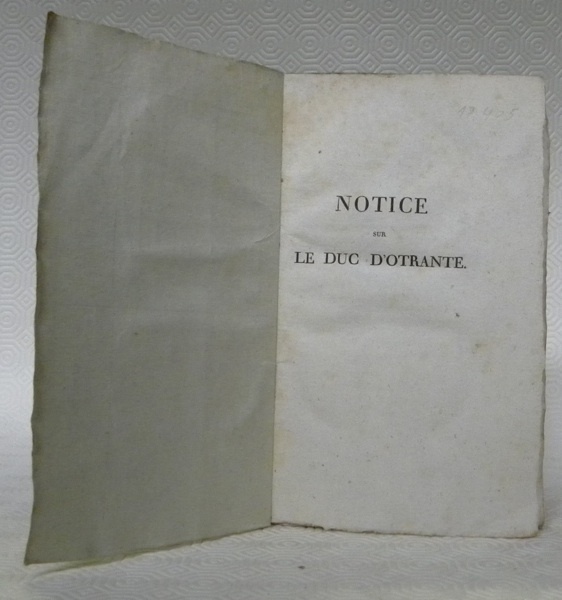 NOTICE
SUR
LE DUC D'OTRANTE.